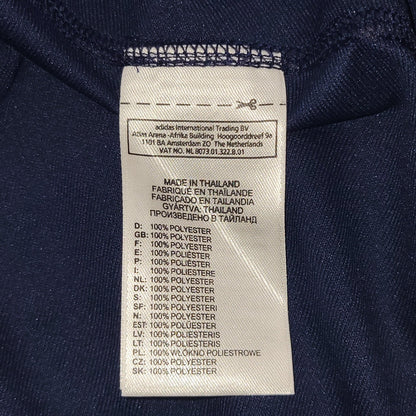 adidas International Trading BV
Atlas Arena -Afrika Building Hoogoorddreef 9a
1101 BA Amsterdam ZO The Netherlands
VAT NO. NL 8073.01.322.B.01
MADE IN THAILAND
FABRIQUÉ EN THAÏLANDE
FABRICADO EN TAILANDIA
GYÁRTVA: THAILAND
ПРОИЗВЕДЕНО В ТАЙЛАНД
D: 100% POLYESTER
GB: 100% POLYESTER
F: 100% POLYESTER
E: 100% POLIÉSTER
P: 100% POLIÉSTER
I: 100% POLIESTERE
NL: 100% POLYESTER
DK: 100% POLYESTER
S: 100% POLYESTER
SF: 100% POLYESTERI
N: 100% POLYESTER
EST: 100% POLÜESTER
LV: 100% POLIESTERIS
LT: 100% POLIESTERIS
PL: 100% WŁÓKNO POLIESTROWE
CZ: 100% POLYESTER
SK: 100% POLYESTER